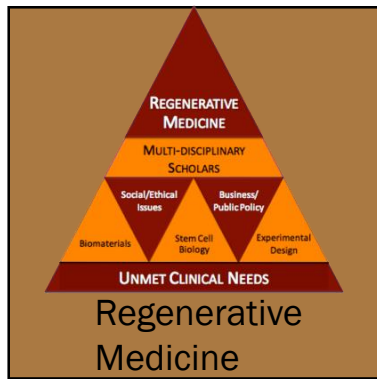 REGENERATIVE
MEDICINE
MULTI-DISCIPLINARY
SCHOLARS
Social/Ethical
Issues
Business/
Public Policy
Biomaterials
Stem Cell
Biology
Experimental
Design
UNMET CLINICAL NEEDS
Regenerative
Medicine